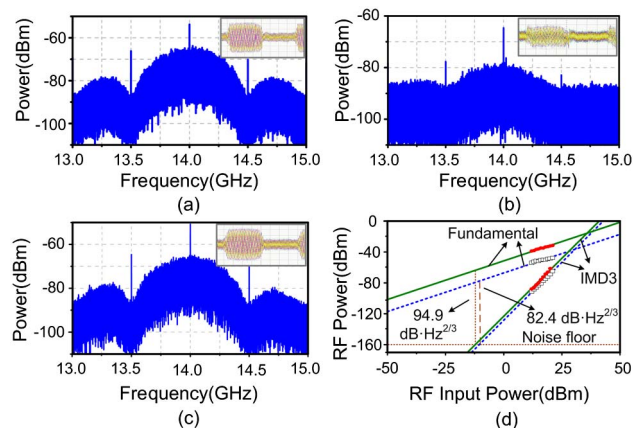 -60
-80
-100
Power(dBm)
13.0 13.5 14.0 14.5 15.0
Frequency(GHz)
(a)
-60
-80
-100
Power(dBm)
13.0 13.5 14.0 14.5 15.0
Frequency(GHz)
(b)
-60
-80
-100
Power(dBm)
13.0 13.5 14.0 14.5 15.0
Frequency(GHz)
(c)
0
-40
-80
-120
-160
RF Power(dBm)
Fundamental
IMD3
94.9
dB·Hz2/3
82.4 dB·Hz2/3
Noise floor
-50 -25 0 25 50
RF Input Power(dBm)
(d)